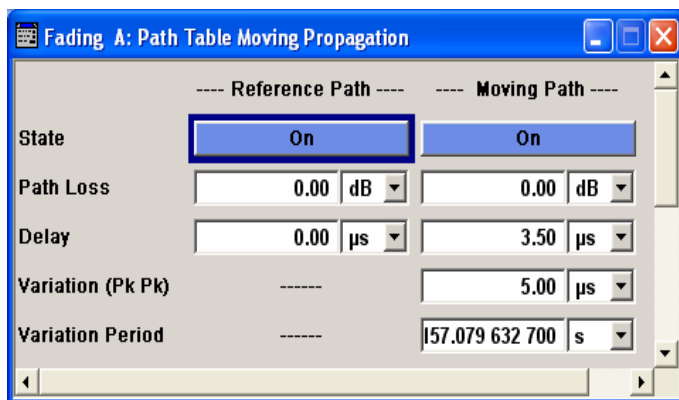 Fading A: Path Table Moving Propagation
---- Reference Path ---- ---- Moving Path ----
State On On
Path Loss 0.00 dB 0.00 dB
Delay 0.00 µs 3.50 µs
Variation (Pk Pk) ------ 5.00 µs
Variation Period ------ 157.079 632 700 s